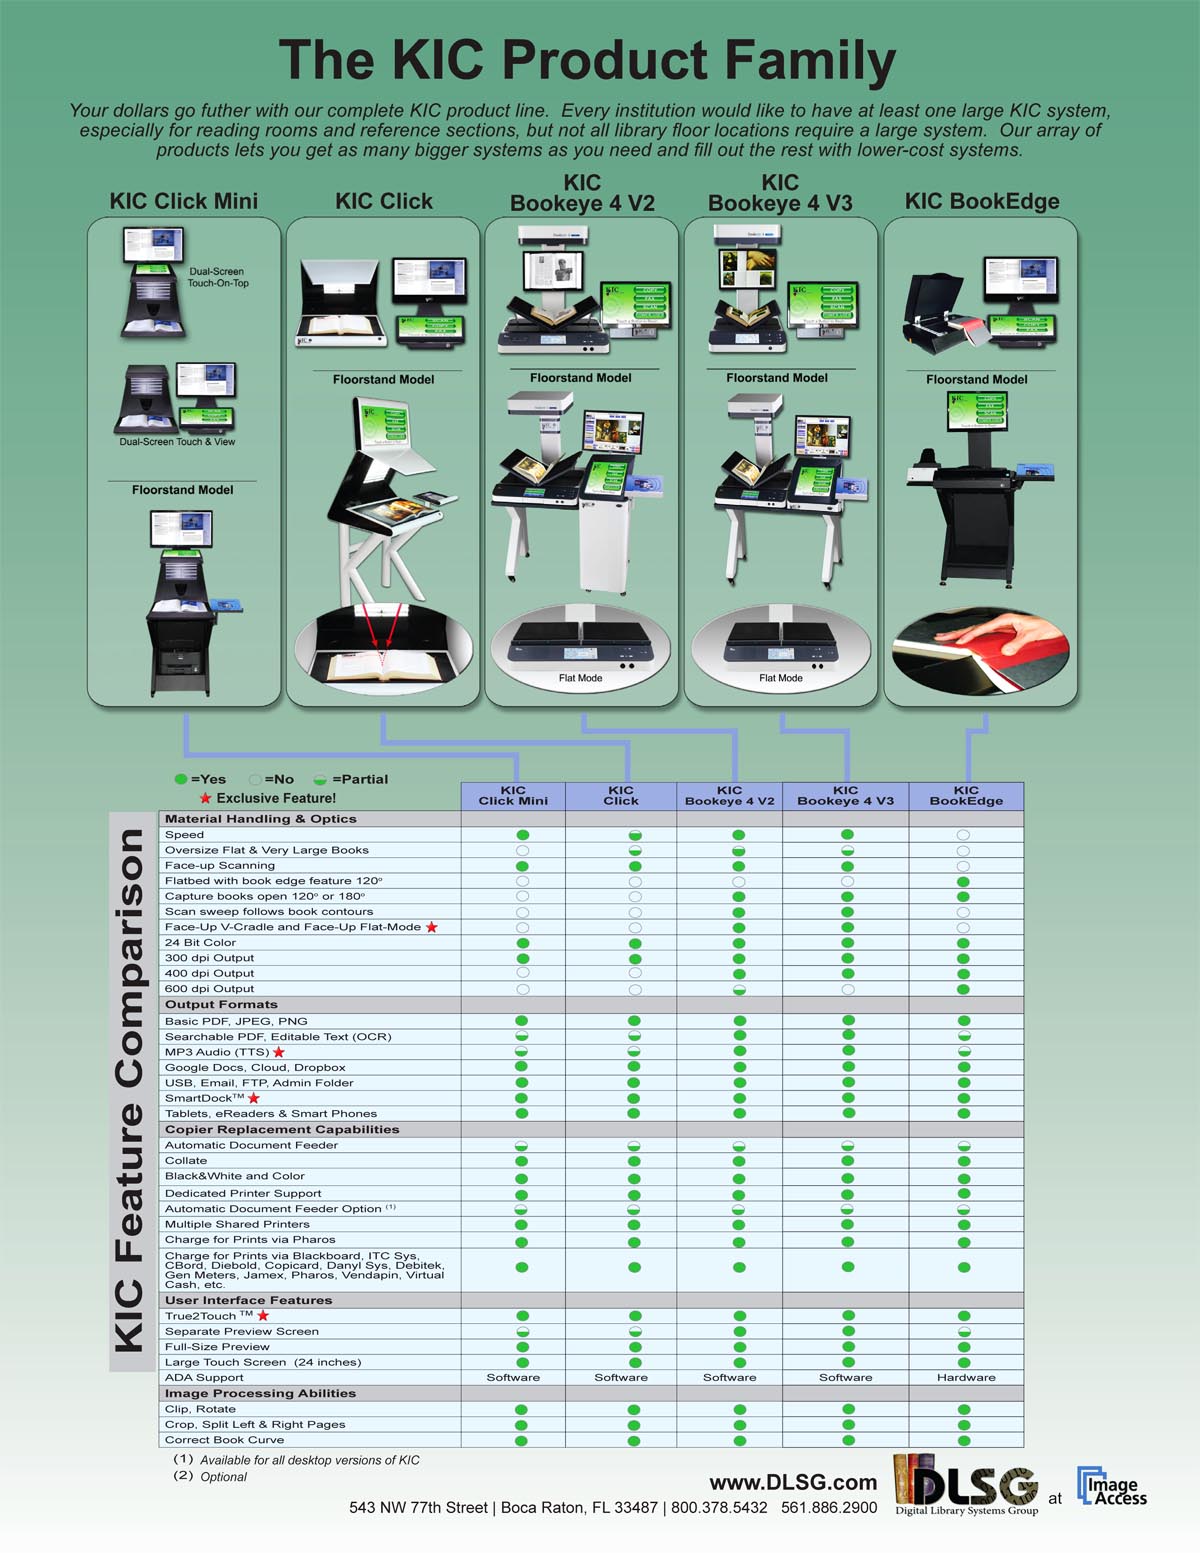 The KIC Product Family
Your dollars go futher with our complete KIC product line. Every institution would like to have at least one large KIC system,
especially for reading rooms and reference sections, but not all library floor locations require a large system. Our array of
products lets you get as many bigger systems as you need and fill out the rest with lower-cost systems.
KIC Click Mini
KIC Click
KIC
Bookeye 4 V2
KIC
Bookeye 4 V3
KIC BookEdge
Dual-Screen
Touch-On-Top
Dual-Screen Touch & View
Floorstand Model
Floorstand Model
Floorstand Model
Floorstand Model
Floorstand Model
Flat Mode
Flat Mode
=Yes =No =Partial
Exclusive Feature!
KIC
Click Mini
KIC
Click
KIC
Bookeye 4 V2
KIC
Bookeye 4 V3
KIC
BookEdge
KIC Feature Comparison
Material Handling & Optics
Speed
Oversize Flat & Very Large Books
Face-up Scanning
Flatbed with book edge feature 120°
Capture books open 120° or 180°
Scan sweep follows book contours
Face-Up V-Cradle and Face-Up Flat-Mode
24 Bit Color
300 dpi Output
400 dpi Output
600 dpi Output
Output Formats
Basic PDF, JPEG, PNG
Searchable PDF, Editable Text (OCR)
MP3 Audio (TTS)
Google Docs, Cloud, Dropbox
USB, Email, FTP, Admin Folder
SmartDock™
Tablets, eReaders & Smart Phones
Copier Replacement Capabilities
Automatic Document Feeder
Collate
Black&White and Color
Dedicated Printer Support
Automatic Document Feeder Option (1)
Multiple Shared Printers
Charge for Prints via Pharos
Charge for Prints via Blackboard, ITC Sys,
CBord, Diebold, Copicard, Danyl Sys, Debitek,
Gen Meters, Jamex, Pharos, Vendapin, Virtual
Cash, etc.
User Interface Features
True2Touch ™
Separate Preview Screen
Full-Size Preview
Large Touch Screen (24 inches)
ADA Support Software Software Software Software Hardware
Image Processing Abilities
Clip, Rotate
Crop, Split Left & Right Pages
Correct Book Curve
(1) Available for all desktop versions of KIC
(2) Optional
www.DLSG.com
543 NW 77th Street | Boca Raton, FL 33487 | 800.378.5432 561.886.2900
DLSG
Digital Library Systems Group
at
Image
Access